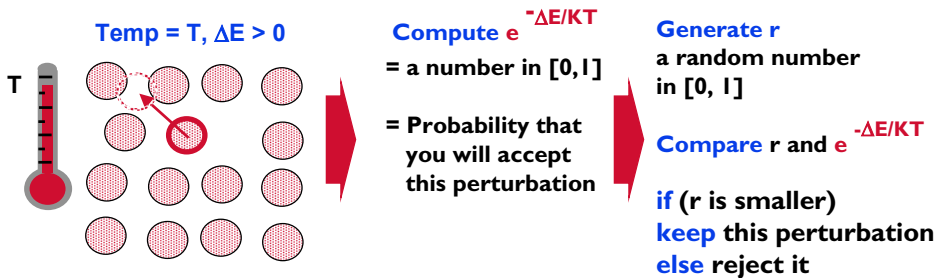 Temp = T, ΔE > 0
T
Compute e^-ΔE/KT
= a number in [0,1]
= Probability that
you will accept
this perturbation
Generate r
a random number
in [0, 1]
Compare r and e^-ΔE/KT
if (r is smaller)
keep this perturbation
else reject it